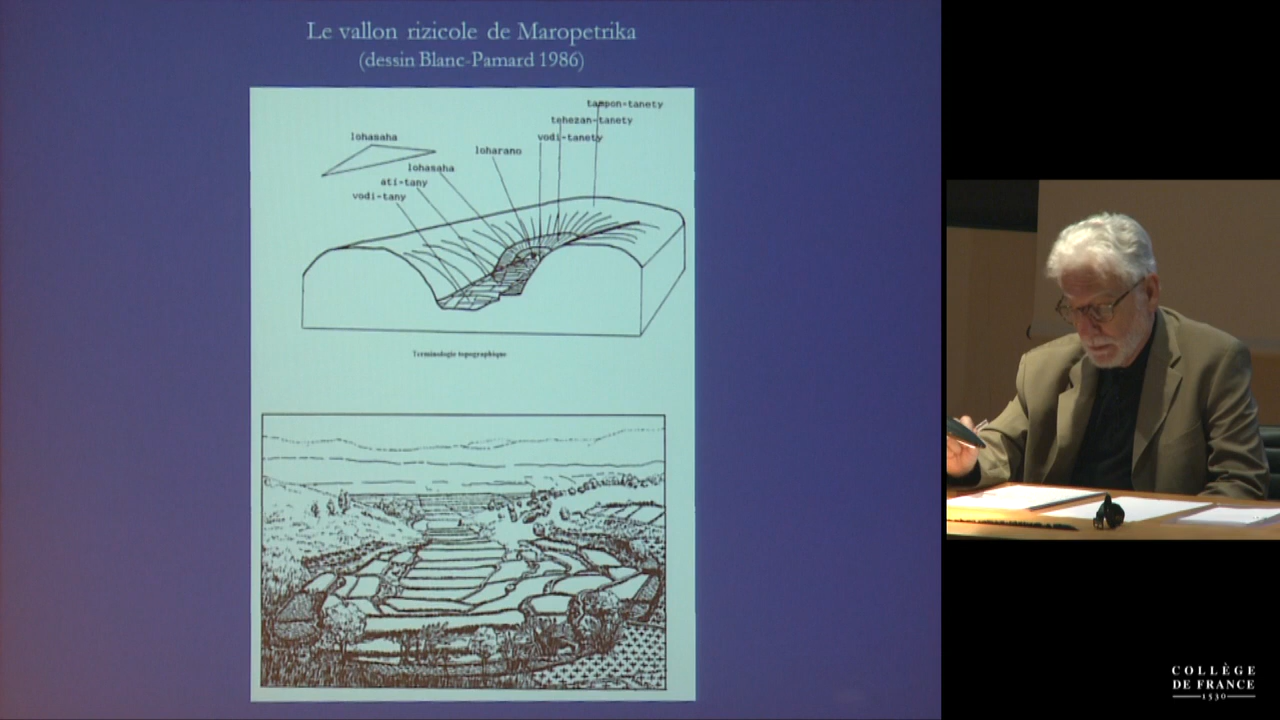 Le vallon rizicole de Maropetrika
(dessin Blanc-Pamard 1986)
tampon-tanety
tehezan-tanety
vodi-tanety
lohasaha
loharano
lohasaha
ati-tany
vodi-tany
Terminologie topographique
COLLÈGE
DE FRANCE
1530